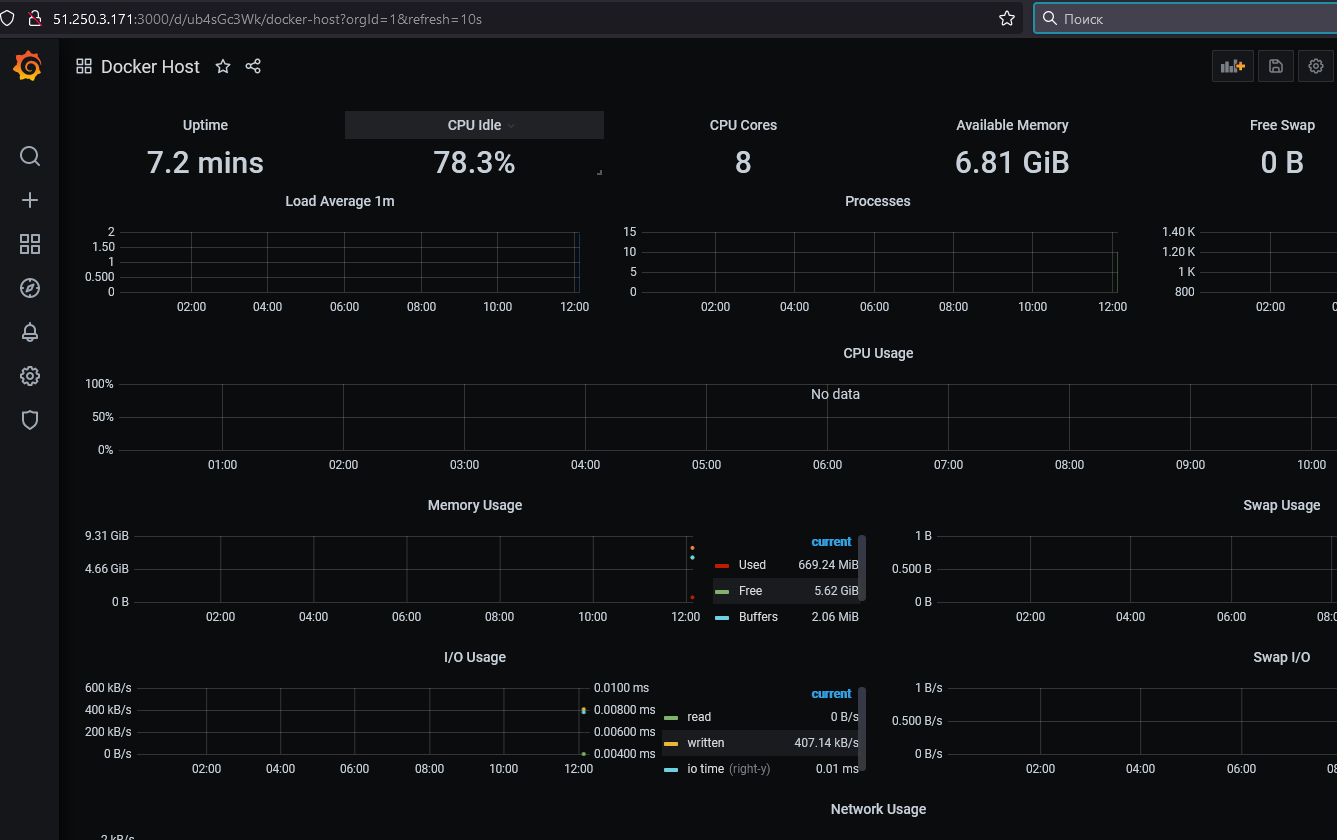 51.250.3.171:3000/d/ub4sGc3Wk/docker-host?orgId=1&refresh=10s
Поиск
Docker Host
Uptime
7.2 mins
CPU Idle
78.3%
CPU Cores
8
Available Memory
6.81 GiB
Free Swap
0 B
Load Average 1m
2
1.50
1
0.500
0
02:00 04:00 06:00 08:00 10:00 12:00
Processes
15
10
5
0
02:00 04:00 06:00 08:00 10:00 12:00
1.40 K
1.20 K
1 K
800
02:00
CPU Usage
100%
50%
0%
No data
01:00 02:00 03:00 04:00 05:00 06:00 07:00 08:00 09:00 10:00
Memory Usage
9.31 GiB
4.66 GiB
0 B
02:00 04:00 06:00 08:00 10:00 12:00
current
Used 669.24 MiB
Free 5.62 GiB
Buffers 2.06 MiB
Swap Usage
1 B
0.500 B
0 B
02:00 04:00 06:00 08:0
I/O Usage
600 kB/s
400 kB/s
200 kB/s
0 B/s
0.0100 ms
0.00800 ms
0.00600 ms
0.00400 ms
02:00 04:00 06:00 08:00 10:00 12:00
current
read 0 B/s
written 407.14 kB/s
io time (right-y) 0.01 ms
Swap I/O
1 B/s
0.500 B/s
0 B/s
02:00 04:00 06:00 08
Network Usage
2 kB/s